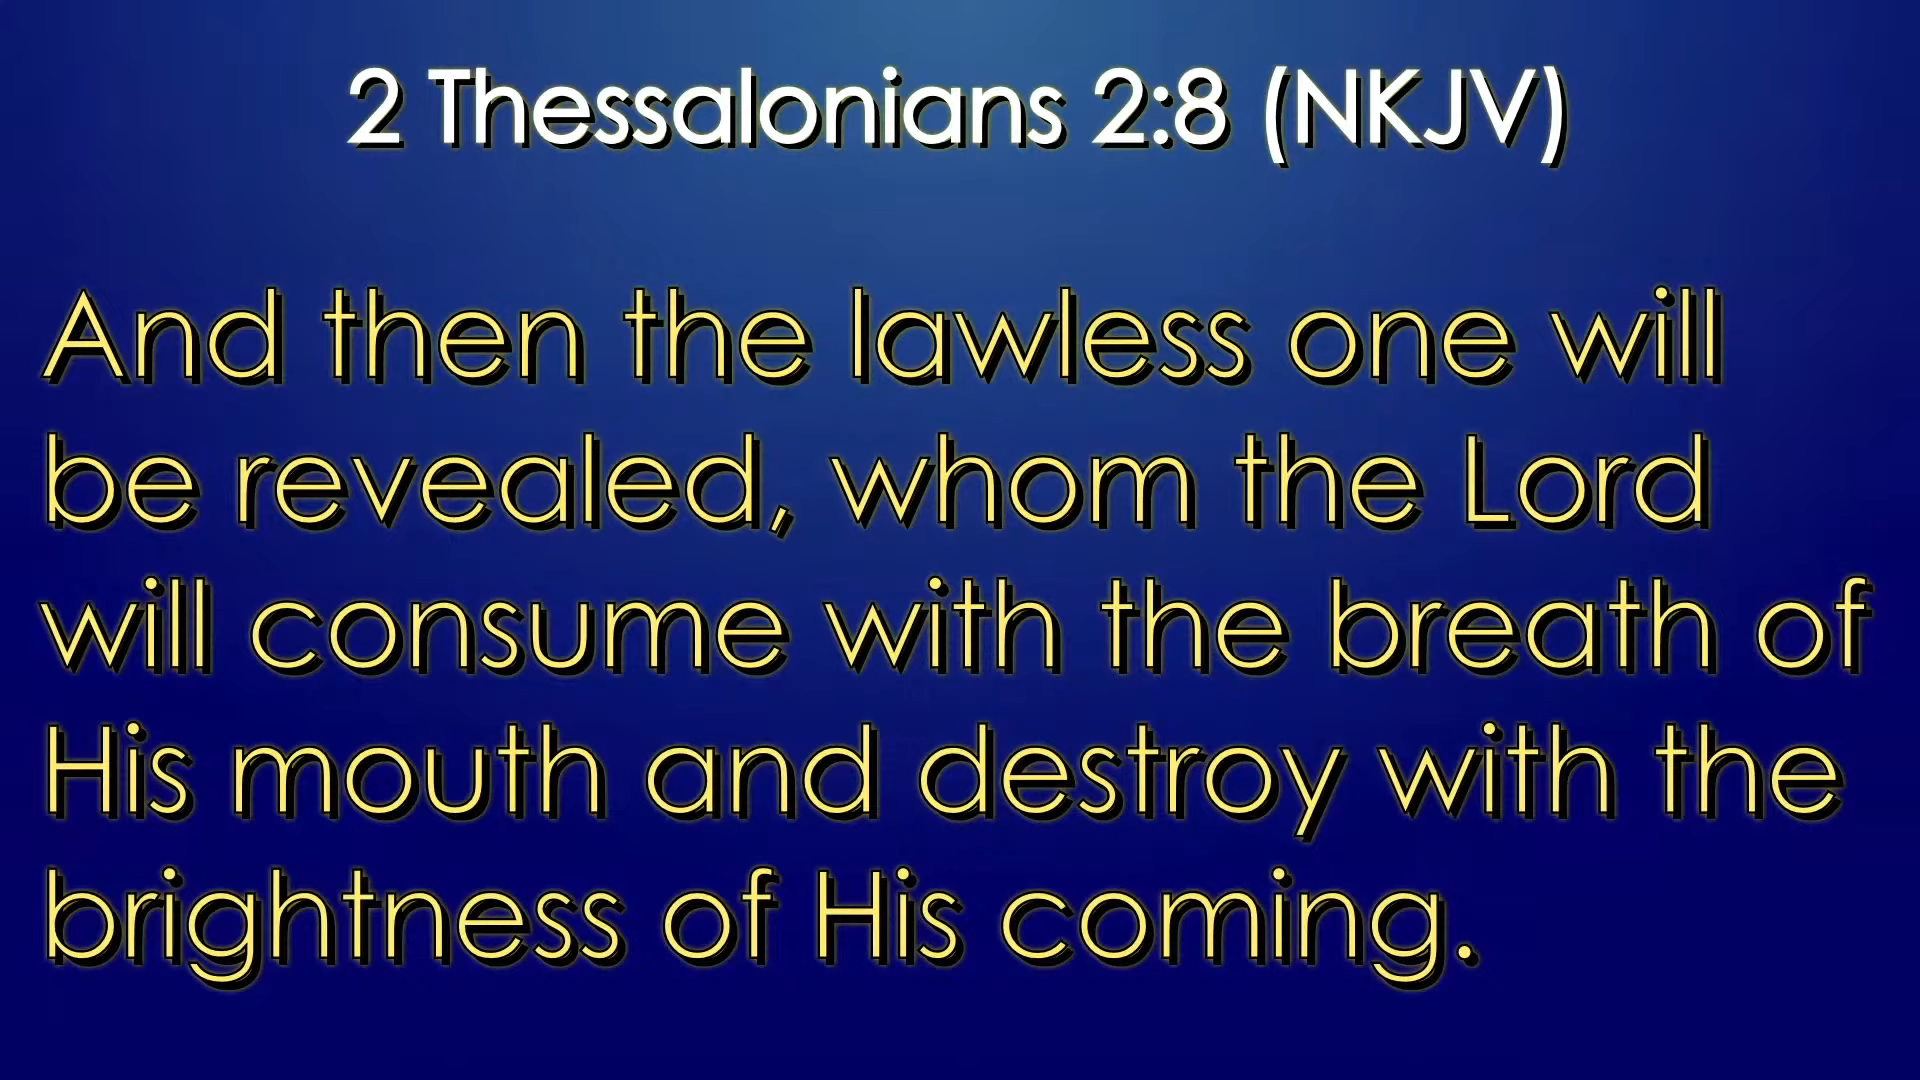 2 Thessalonians 2:8 (NKJV)
And then the lawless one will
be revealed, whom the Lord
will consume with the breath of
His mouth and destroy with the
brightness of His coming.